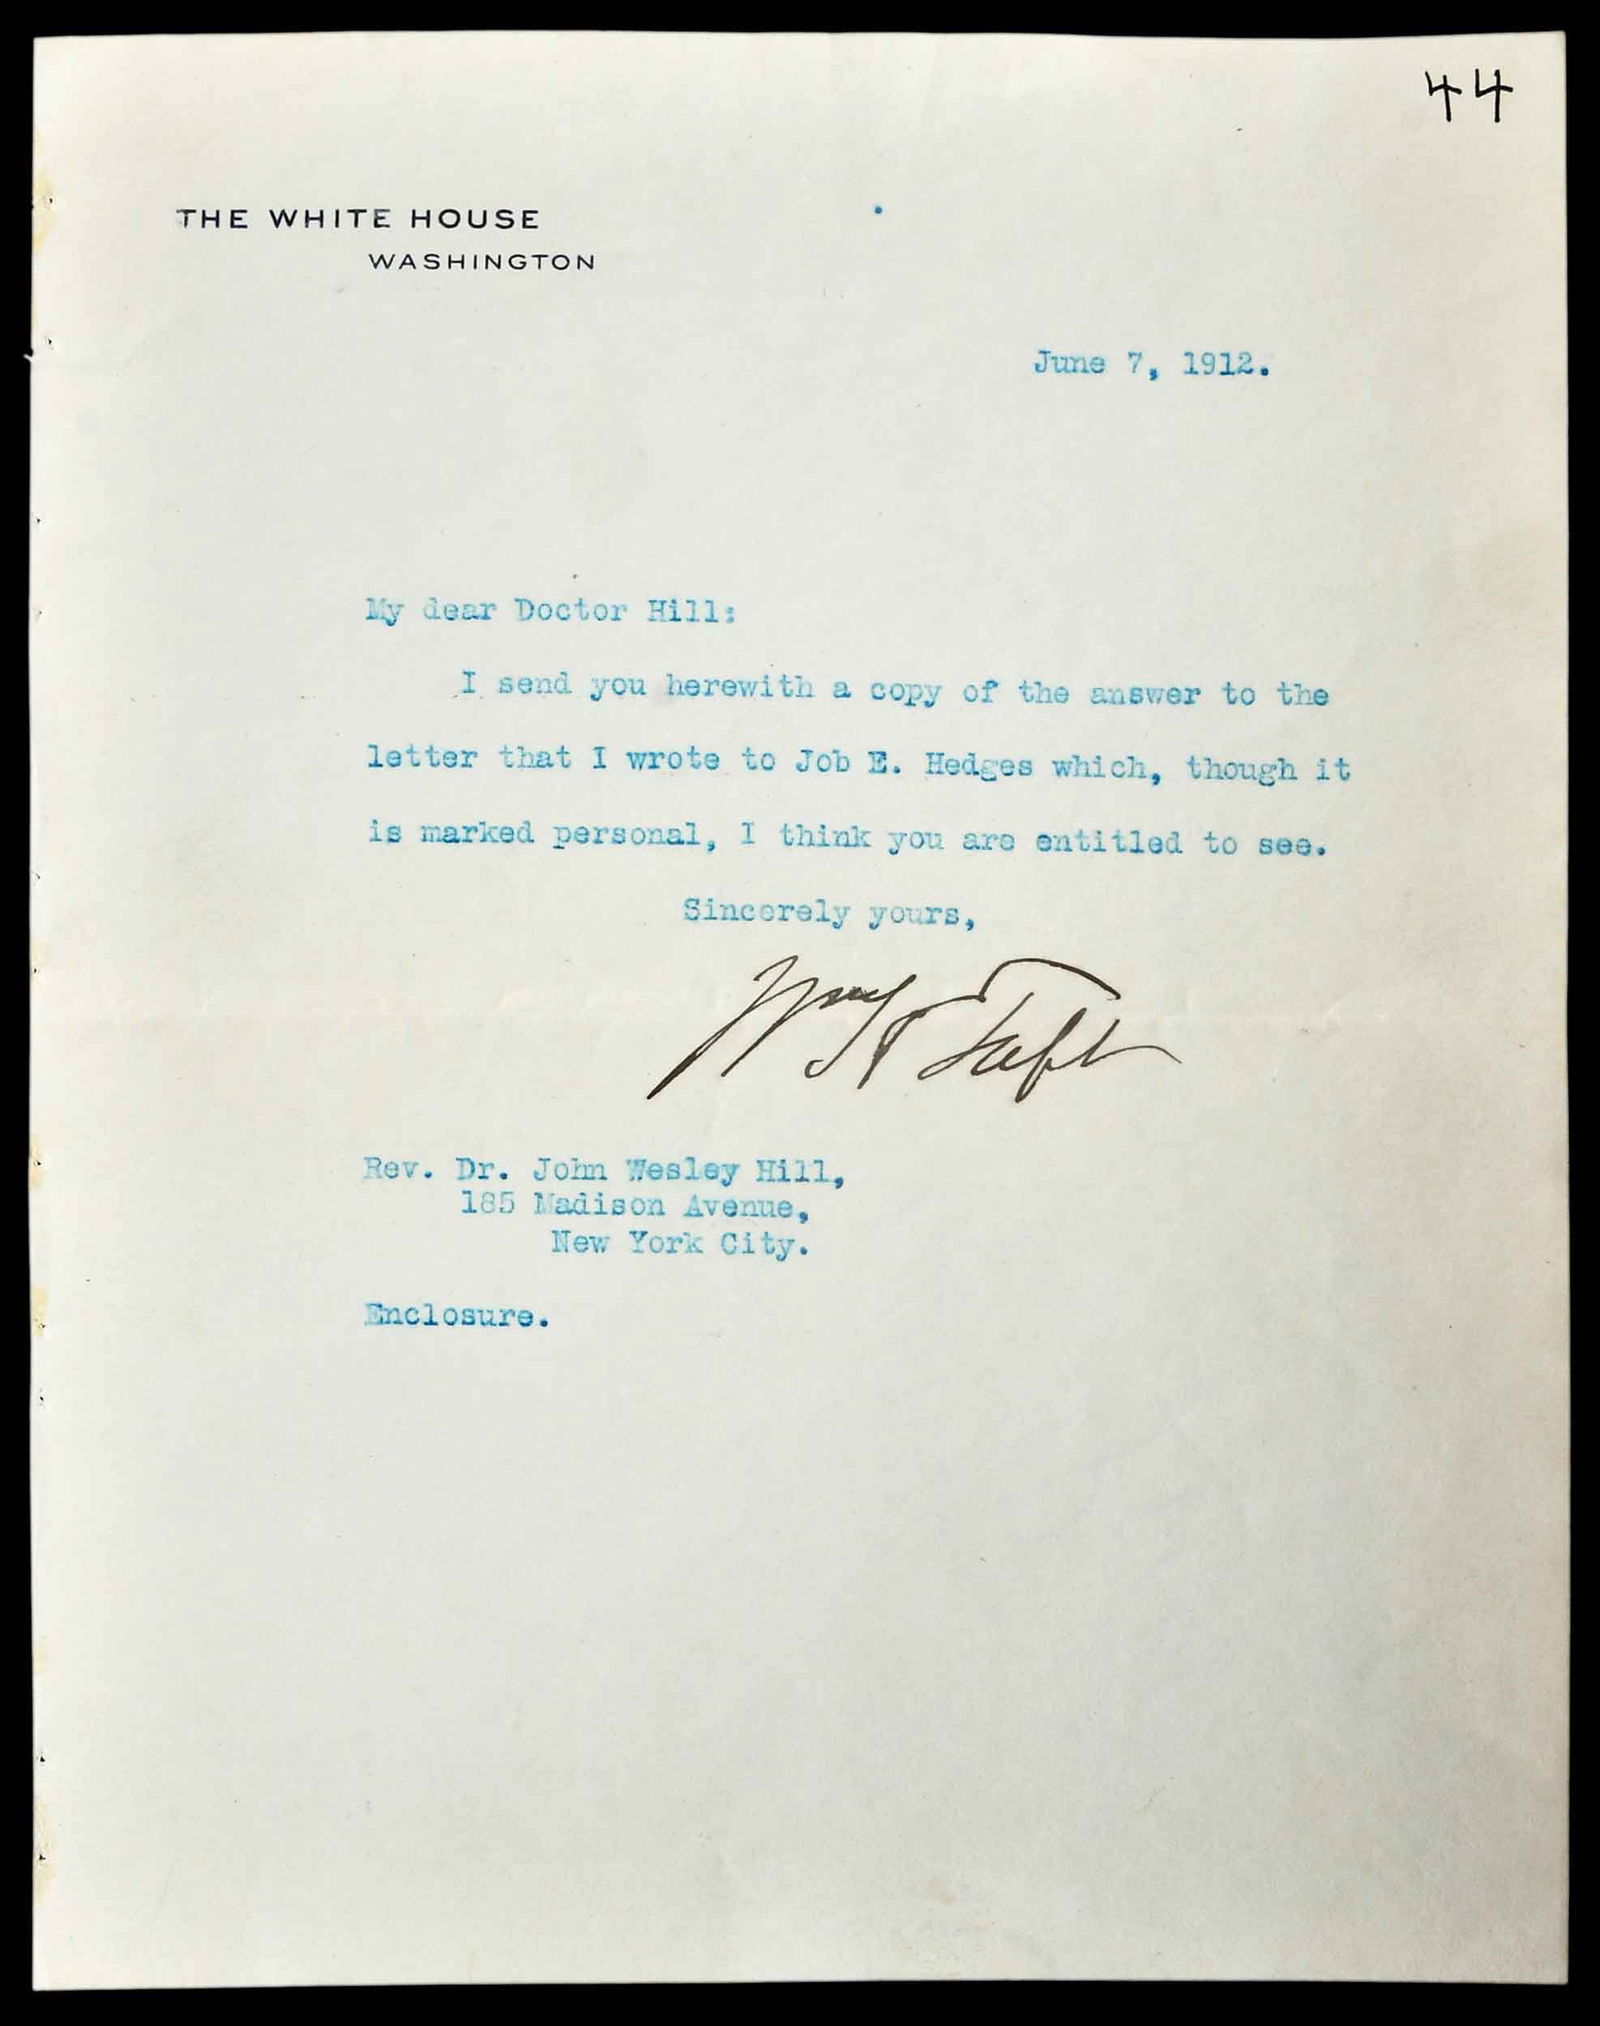 44
THE WHITE HOUSE
WASHINGTON
June 7, 1912.
My dear Doctor Hill:
I send you herewith a copy of the answer to the
letter that I wrote to Job E. Hedges which, though it
is marked personal, I think you are entitled to see.
Sincerely yours,
Wm H Taft
Rev. Dr. John Wesley Hill,
185 Madison Avenue,
New York City.
Enclosure.